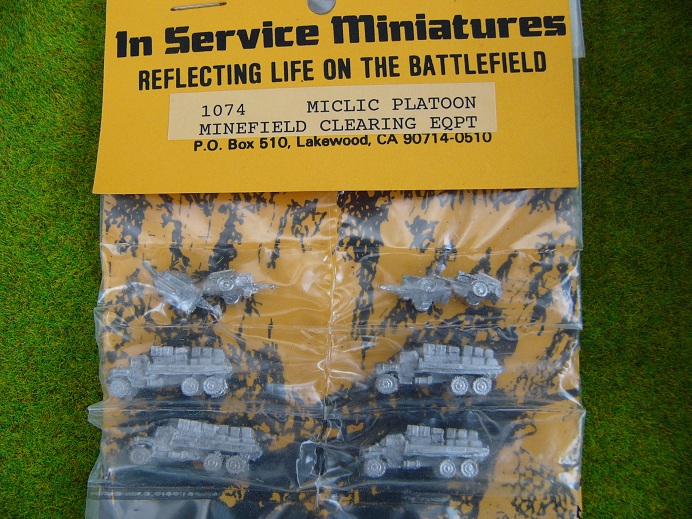 In Service Miniatures
REFLECTING LIFE ON THE BATTLEFIELD
1074 MICLIC PLATOON
MINEFIELD CLEARING EQPT
P.O. Box 510, Lakewood, CA 90714-0510